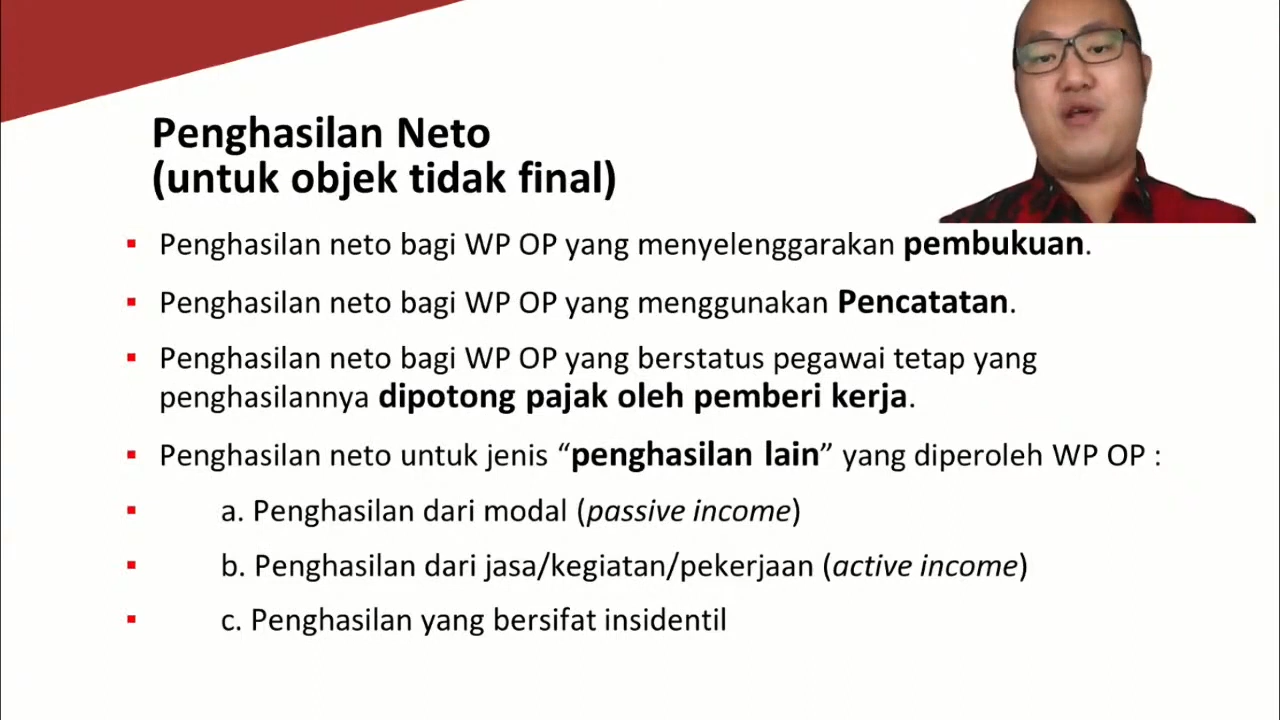 Penghasilan Neto
(untuk objek tidak final)
▪ Penghasilan neto bagi WP OP yang menyelenggarakan pembukuan.
▪ Penghasilan neto bagi WP OP yang menggunakan Pencatatan.
▪ Penghasilan neto bagi WP OP yang berstatus pegawai tetap yang
penghasilannya dipotong pajak oleh pemberi kerja.
▪ Penghasilan neto untuk jenis “penghasilan lain” yang diperoleh WP OP :
▪ a. Penghasilan dari modal (passive income)
▪ b. Penghasilan dari jasa/kegiatan/pekerjaan (active income)
▪ c. Penghasilan yang bersifat insidentil